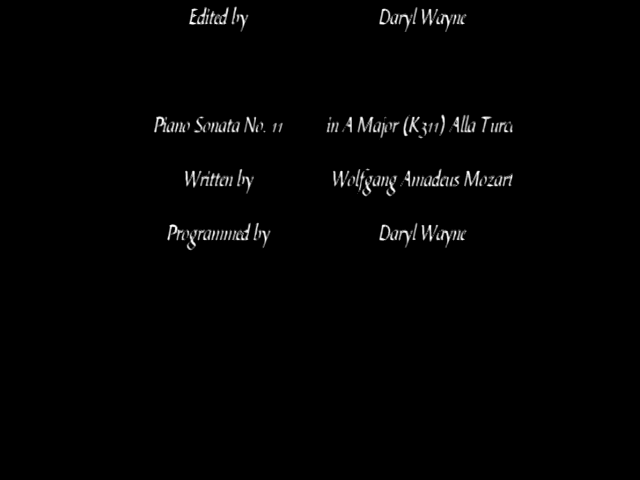 Edited by Daryl Wayne
Piano Sonata No. 11 in A Major (K311) Alla Turc
Written by Wolfgang Amadeus Mozart
Programmed by Daryl Wayne